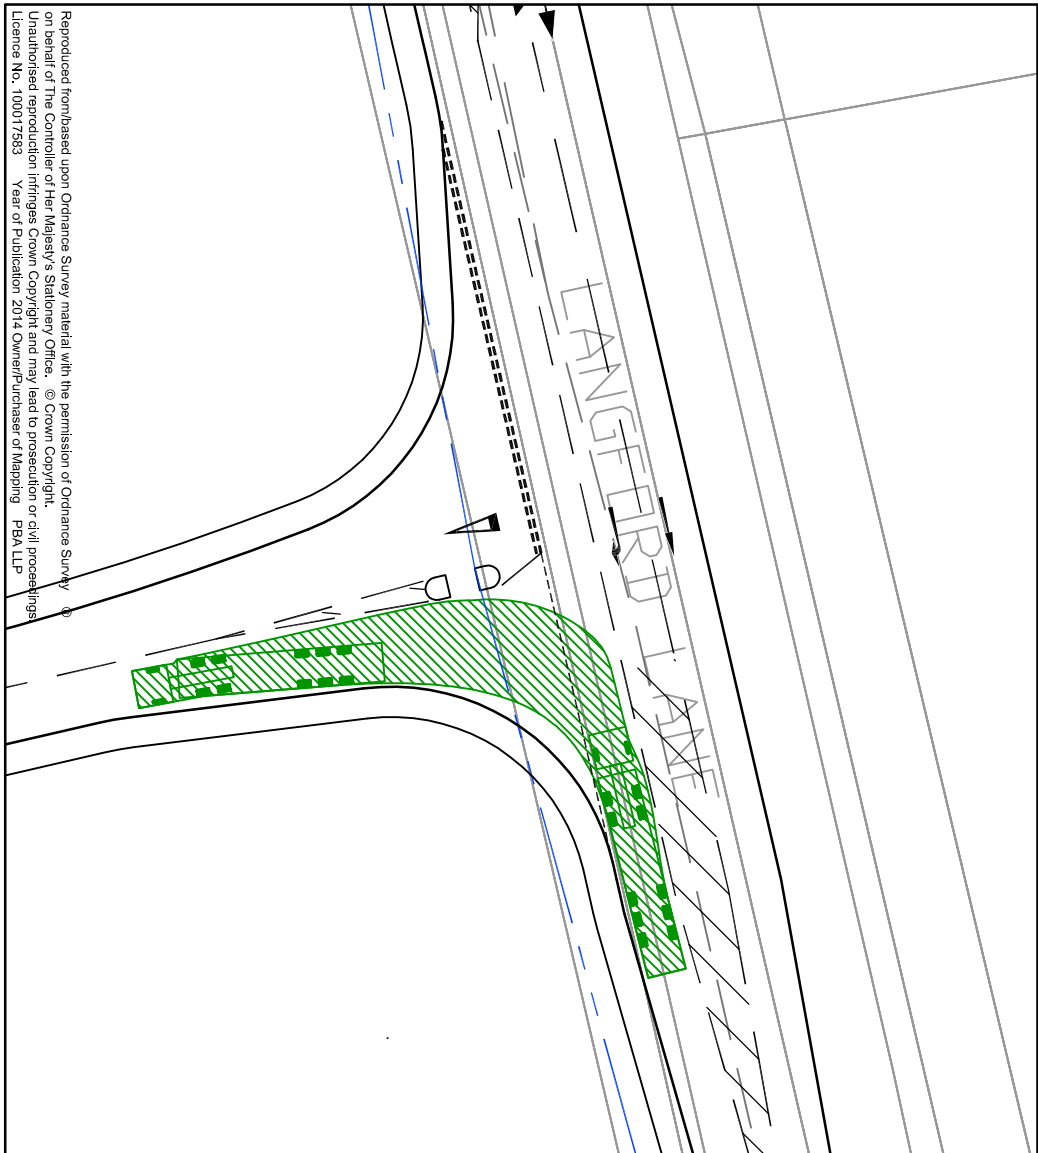 Reproduced from/based upon Ordnance Survey material with the permission of Ordnance Survey ©
on behalf of The Controller of Her Majesty's Stationery Office. © Crown Copyright.
Unauthorised reproduction infringes Crown Copyright and may lead to prosecution or civil proceedings.
Licence No. 100017583 Year of Publication 2014 Owner/Purchaser of Mapping PBA LLP
LANGFORD LANE